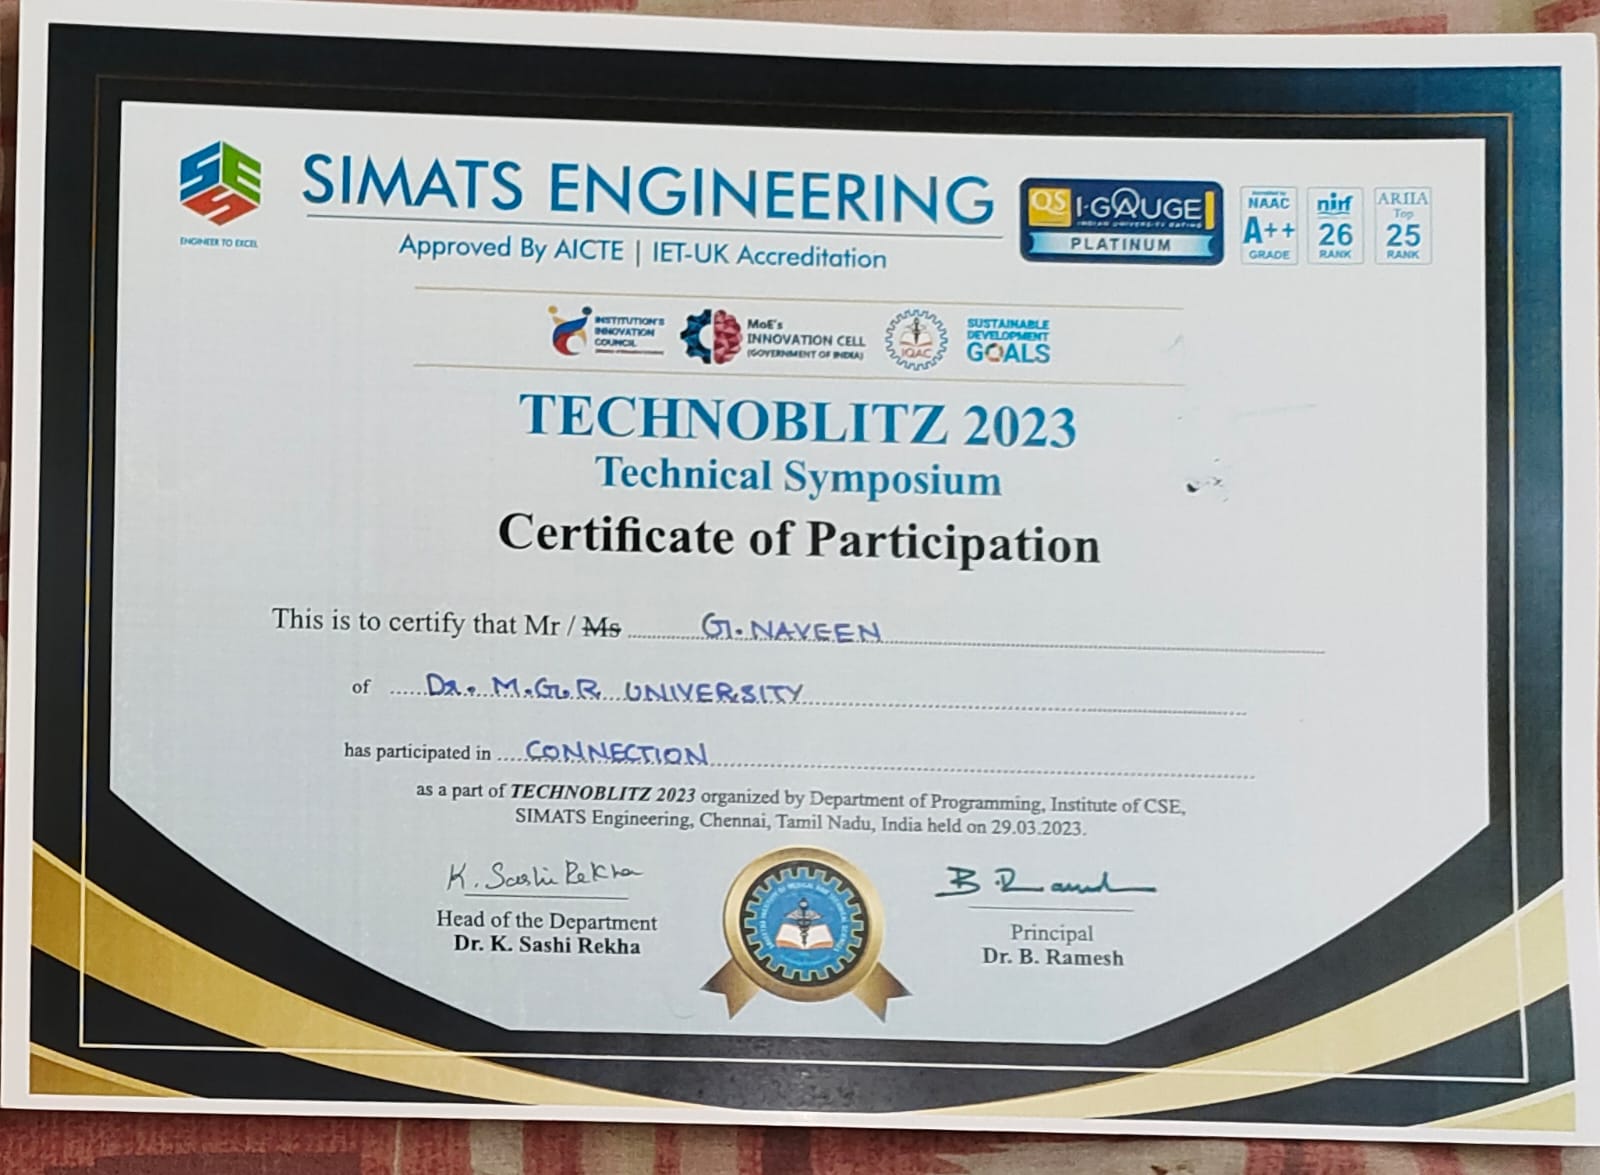 SIMATS ENGINEERING
Approved By AICTE | IET-UK Accreditation
ENGINEER TO EXCEL
QS I·GAUGE
INDIAN UNIVERSITY RATING
PLATINUM
Accredited by
NAAC
A++
GRADE
nirf
26
RANK
ARIIA
Top
25
RANK
INSTITUTION'S
INNOVATION
COUNCIL
MoE's
INNOVATION CELL
(GOVERNMENT OF INDIA)
IQAC
SUSTAINABLE
DEVELOPMENT
GOALS
TECHNOBLITZ 2023
Technical Symposium
Certificate of Participation
This is to certify that Mr / Ms G. NAVEEN
of Dr. M.G.R UNIVERSITY
has participated in CONNECTION
as a part of TECHNOBLITZ 2023 organized by Department of Programming, Institute of CSE,
SIMATS Engineering, Chennai, Tamil Nadu, India held on 29.03.2023.
K. Sashi Rekha
Head of the Department
Dr. K. Sashi Rekha
B. Ramesh
Principal
Dr. B. Ramesh